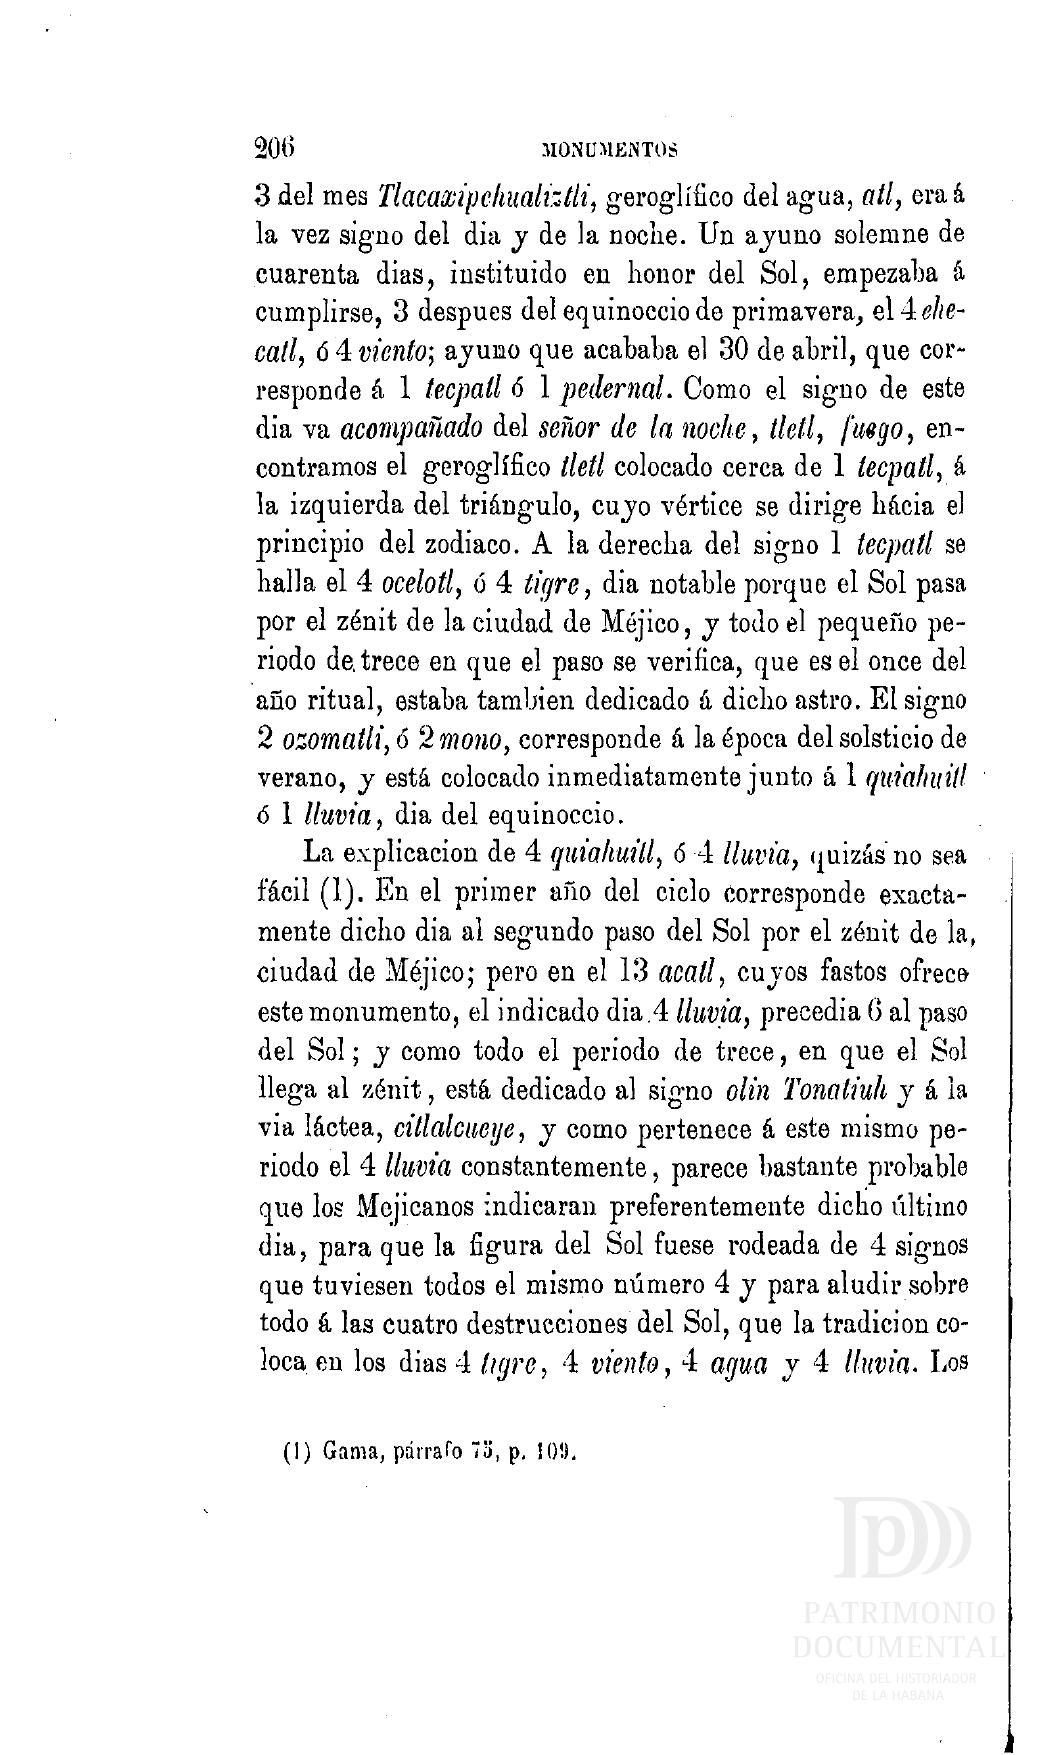 206 MONUMENTOS
3 del mes Tlacaxipehualiztli, geroglífico del agua, atl, era á
la vez signo del dia y de la noche. Un ayuno solemne de
cuarenta dias, instituido en honor del Sol, empezaba á
cumplirse, 3 despues del equinoccio de primavera, el 4 ehe-
catl, ó 4 viento; ayuno que acababa el 30 de abril, que cor-
responde á 1 tecpatl ó 1 pedernal. Como el signo de este
dia va acompañado del señor de la noche, tletl, fuego, en-
contramos el geroglífico tletl colocado cerca de 1 tecpatl, á
la izquierda del triángulo, cuyo vértice se dirige hácia el
principio del zodiaco. A la derecha del signo 1 tecpatl se
halla el 4 ocelotl, ó 4 tigre, dia notable porque el Sol pasa
por el zénit de la ciudad de Méjico, y todo el pequeño pe-
riodo de trece en que el paso se verifica, que es el once del
año ritual, estaba tambien dedicado á dicho astro. El signo
2 ozomatli, ó 2 mono, corresponde á la época del solsticio de
verano, y está colocado inmediatamente junto á 1 quiahuitl
ó 1 lluvia, dia del equinoccio.
La explicacion de 4 quiahuitl, ó 4 lluvia, quizás no sea
fácil (1). En el primer año del ciclo corresponde exacta-
mente dicho dia al segundo paso del Sol por el zénit de la
ciudad de Méjico; pero en el 13 acatl, cuyos fastos ofrece
este monumento, el indicado dia 4 lluvia, precedia 6 al paso
del Sol; y como todo el periodo de trece, en que el Sol
llega al zénit, está dedicado al signo olin Tonatiuh y á la
via láctea, citlalcueye, y como pertenece á este mismo pe-
riodo el 4 lluvia constantemente, parece bastante probable
que los Mejicanos indicaran preferentemente dicho último
dia, para que la figura del Sol fuese rodeada de 4 signos
que tuviesen todos el mismo número 4 y para aludir sobre
todo á las cuatro destrucciones del Sol, que la tradicion co-
loca en los dias 4 tigre, 4 viento, 4 agua y 4 lluvia. Los
(1) Gama, párrafo 75, p. 109.
PATRIMONIO
DOCUMENTAL
OFICINA DEL HISTORIADOR
DE LA HABANA